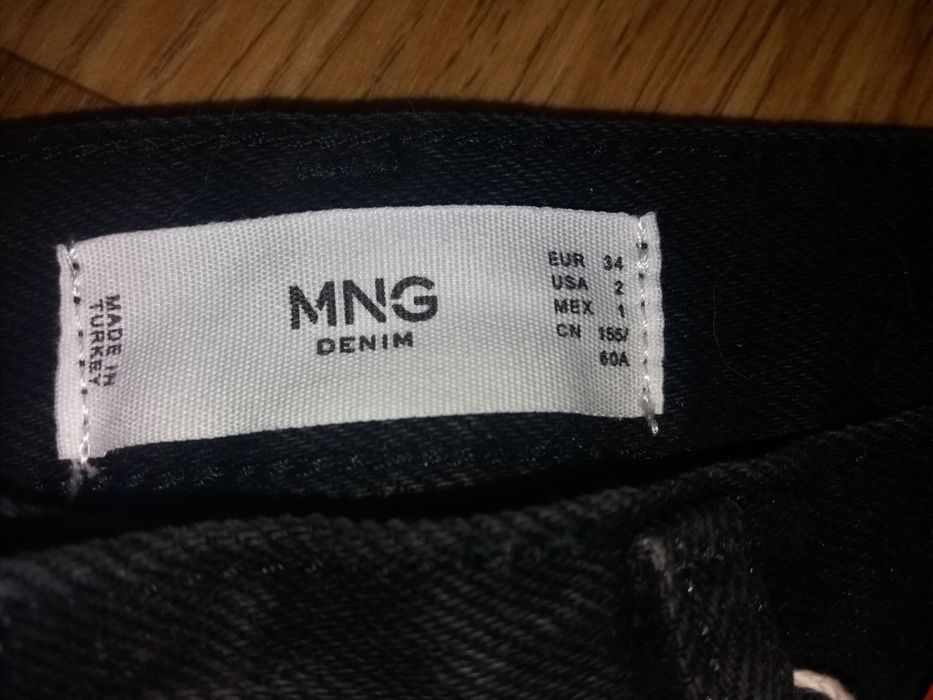 MADE IN
TURKEY
MNG
DENIM
EUR 34
USA 2
MEX 1
CN 155/
60A